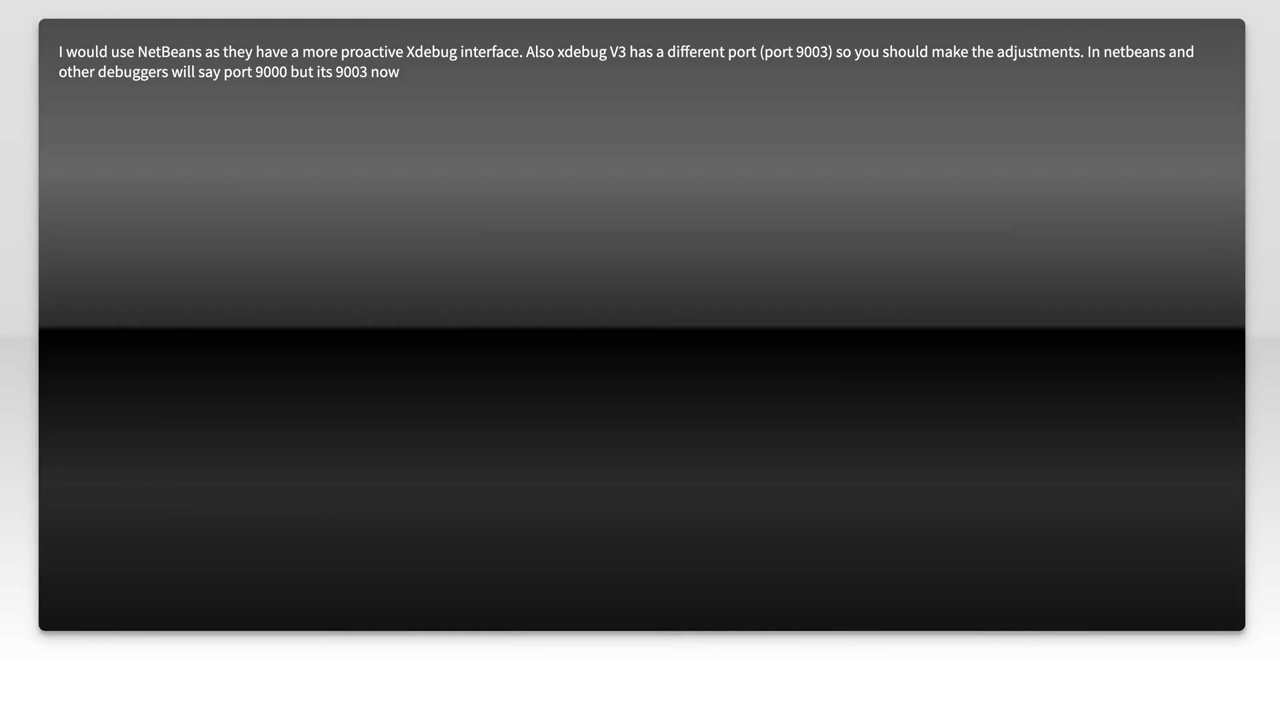 I would use NetBeans as they have a more proactive Xdebug interface. Also xdebug V3 has a different port (port 9003) so you should make the adjustments. In netbeans and
other debuggers will say port 9000 but its 9003 now